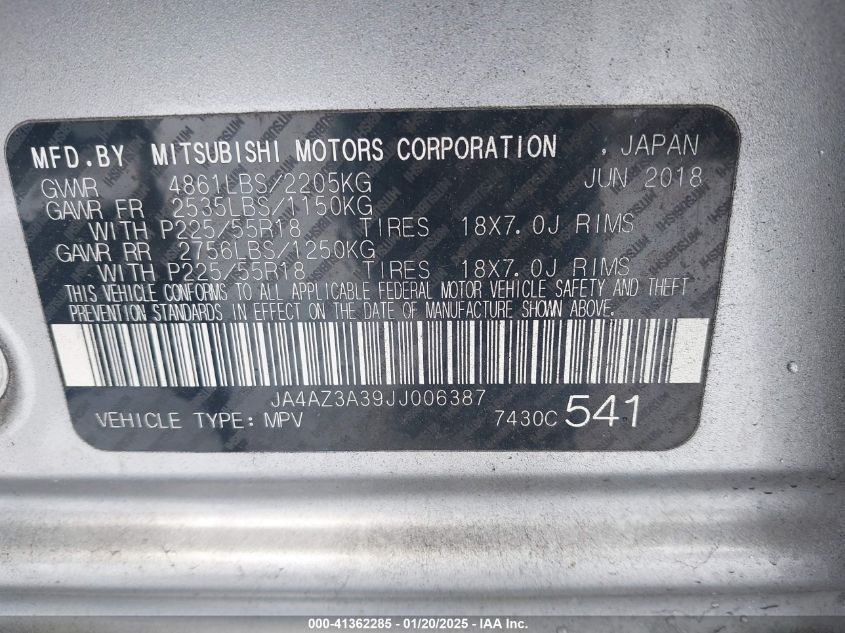 MFD.BY MITSUBISHI MOTORS CORPORATION , JAPAN
GVWR 4861LBS/2205KG JUN 2018
GAWR FR 2535LBS/1150KG
WITH P225/55R18 TIRES 18X7.0J RIMS
GAWR RR 2756LBS/1250KG
WITH P225/55R18 TIRES 18X7.0J RIMS
THIS VEHICLE CONFORMS TO ALL APPLICABLE FEDERAL MOTOR VEHICLE SAFETY AND THEFT
PREVENTION STANDARDS IN EFFECT ON THE DATE OF MANUFACTURE SHOWN ABOVE.
JA4AZ3A39JJ006387
VEHICLE TYPE: MPV 7430C 541
000-41362285 - 01/20/2025 - IAA Inc.